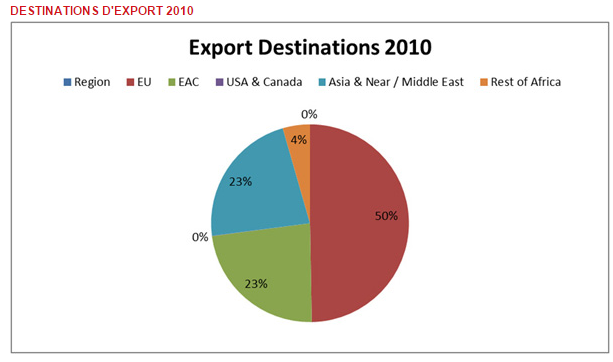 DESTINATIONS D'EXPORT 2010
Export Destinations 2010
Region EU EAC USA & Canada Asia & Near / Middle East Rest of Africa
0%
4%
23%
50%
0%
23%